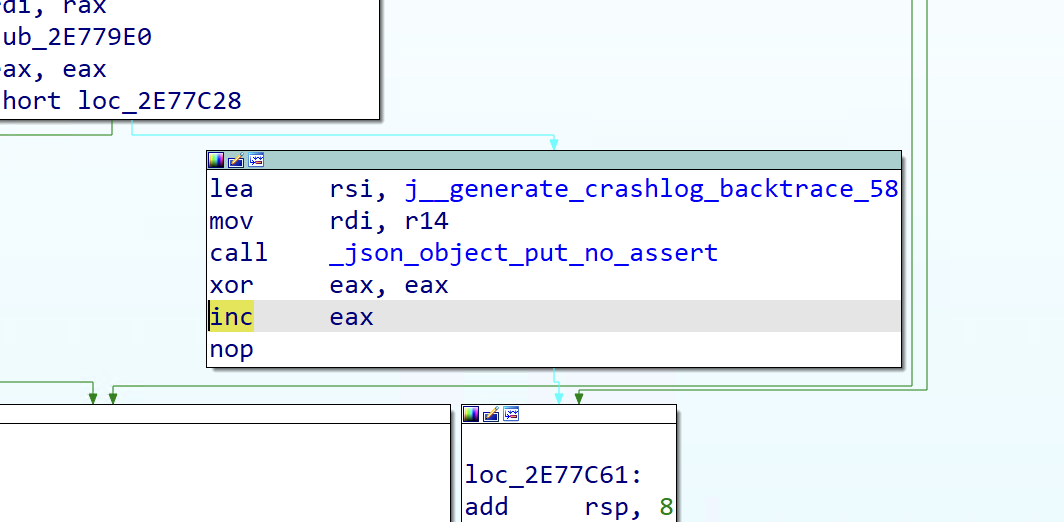 di, rax
ub_2E779E0
ax, eax
hort loc_2E77C28
lea rsi, j__generate_crashlog_backtrace_58
mov rdi, r14
call _json_object_put_no_assert
xor eax, eax
inc eax
nop
loc_2E77C61:
add rsp, 8